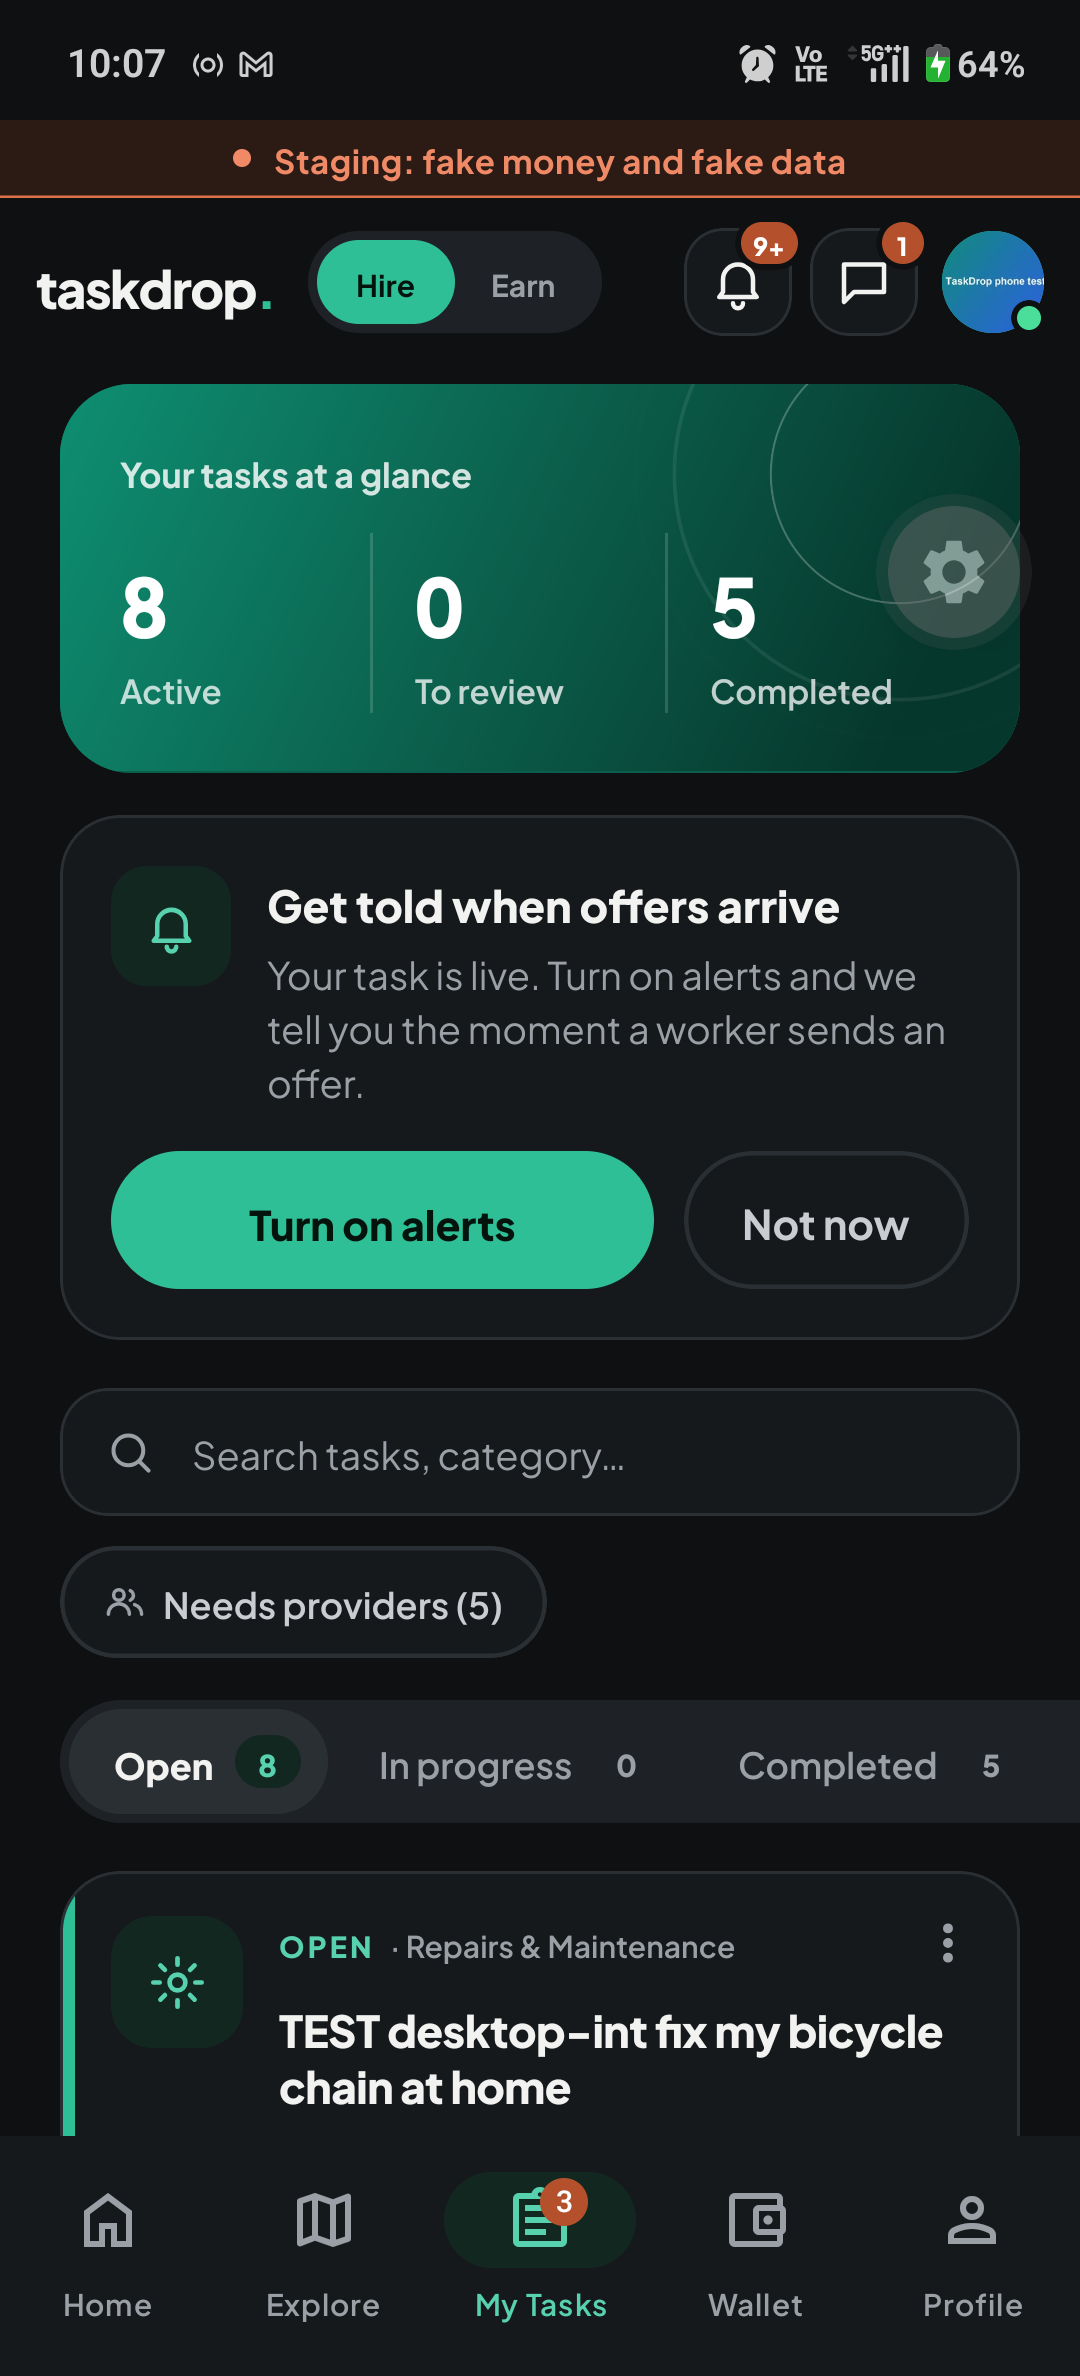 10:07
Vo
LTE
5G++
64%
Staging: fake money and fake data
taskdrop.
Hire
Earn
9+
1
TaskDrop phone test
Your tasks at a glance
8
0
5
Active
To review
Completed
Get told when offers arrive
Your task is live. Turn on alerts and we
tell you the moment a worker sends an
offer.
Turn on alerts
Not now
Search tasks, category…
Needs providers (5)
Open 8
In progress 0
Completed 5
OPEN · Repairs & Maintenance
TEST desktop-int fix my bicycle
chain at home
3
Home
Explore
My Tasks
Wallet
Profile